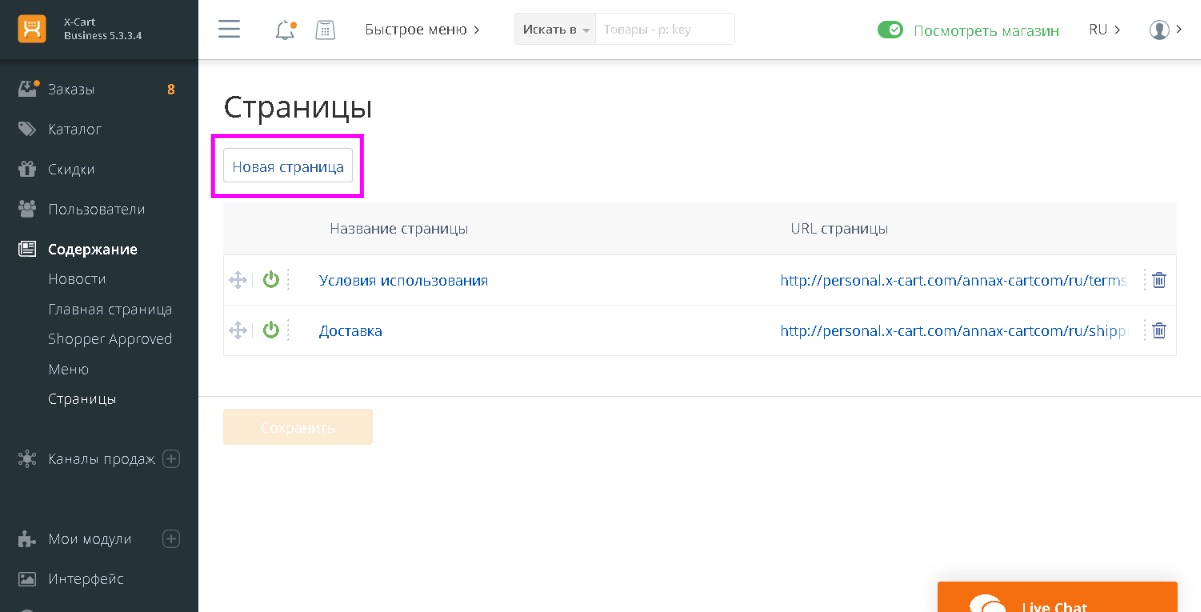 X-Cart
Business 5.3.3.4
Быстрое меню
Искать в
Товары - p: key
Посмотреть магазин
RU
Заказы 8
Каталог
Скидки
Пользователи
Содержание
Новости
Главная страница
Shopper Approved
Меню
Страницы
Каналы продаж
Мои модули
Интерфейс
Страницы
Новая страница
Название страницы URL страницы
Условия использования http://personal.x-cart.com/annax-cartcom/ru/terms
Доставка http://personal.x-cart.com/annax-cartcom/ru/shipp
Сохранить
Live Chat